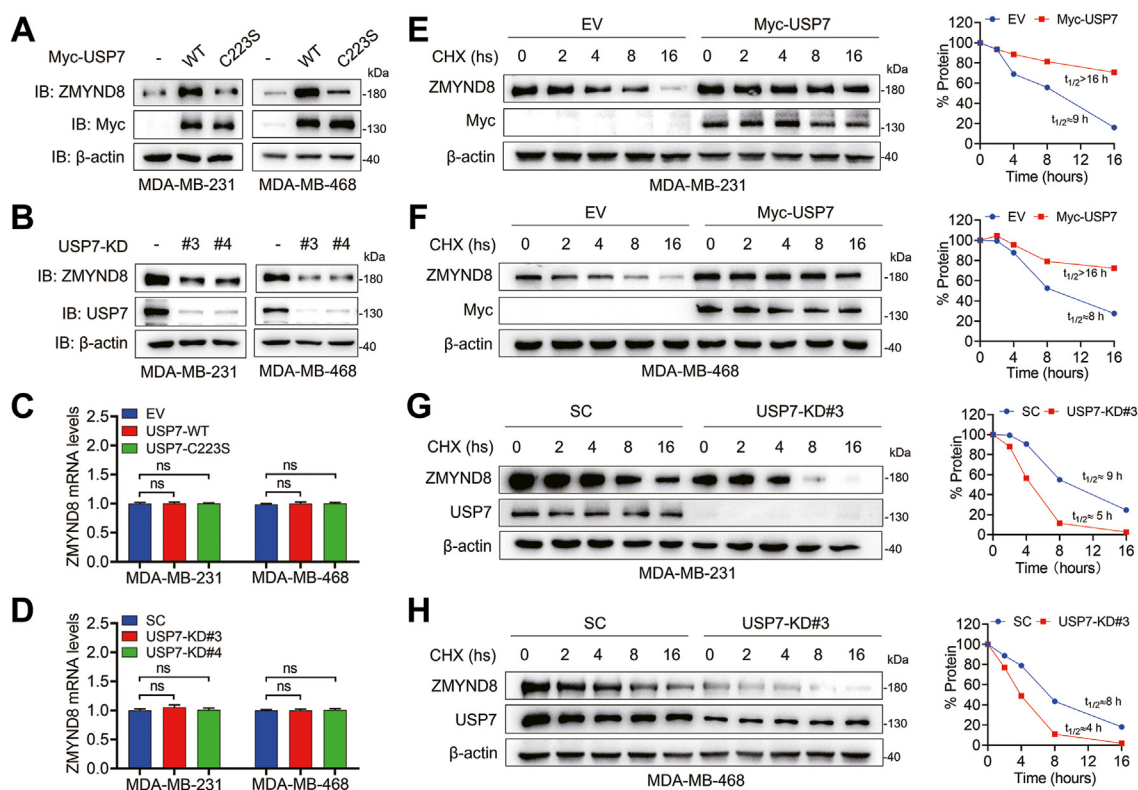 A
Myc-USP7 - WT C223S - WT C223S
kDa
IB: ZMYND8 -180
IB: Myc -130
IB: β-actin -40
MDA-MB-231 MDA-MB-468
B
USP7-KD - #3 #4 - #3 #4
kDa
IB: ZMYND8 -180
IB: USP7 -130
IB: β-actin -40
MDA-MB-231 MDA-MB-468
C
ZMYND8 mRNA levels
2.5
2.0
1.5
1.0
0.5
0.0
EV
USP7-WT
USP7-C223S
ns ns
ns ns
MDA-MB-231 MDA-MB-468
D
ZMYND8 mRNA levels
2.5
2.0
1.5
1.0
0.5
0.0
SC
USP7-KD#3
USP7-KD#4
ns ns
ns ns
MDA-MB-231 MDA-MB-468
E
EV Myc-USP7
CHX (hs) 0 2 4 8 16 0 2 4 8 16
kDa
ZMYND8 -180
Myc -130
β-actin -40
MDA-MB-231
EV Myc-USP7
% Protein
120
100
80
60
40
20
0
t1/2>16 h
t1/2≈9 h
0 4 8 12 16
Time (hours)
F
EV Myc-USP7
CHX (hs) 0 2 4 8 16 0 2 4 8 16
kDa
ZMYND8 -180
Myc -130
β-actin -40
MDA-MB-468
EV Myc-USP7
% Protein
120
100
80
60
40
20
0
t1/2>16 h
t1/2≈8 h
0 4 8 12 16
Time (hours)
G
SC USP7-KD#3
CHX (hs) 0 2 4 8 16 0 2 4 8 16
kDa
ZMYND8 -180
USP7 -130
β-actin -40
MDA-MB-231
SC USP7-KD#3
% Protein
120
100
80
60
40
20
0
t1/2≈ 9 h
t1/2≈ 5 h
0 4 8 12 16
Time (hours)
H
SC USP7-KD#3
CHX (hs) 0 2 4 8 16 0 2 4 8 16
kDa
ZMYND8 -180
USP7 -130
β-actin -40
MDA-MB-468
SC USP7-KD#3
% Protein
120
100
80
60
40
20
0
t1/2≈8 h
t1/2≈4 h
0 4 8 12 16
Time (hours)